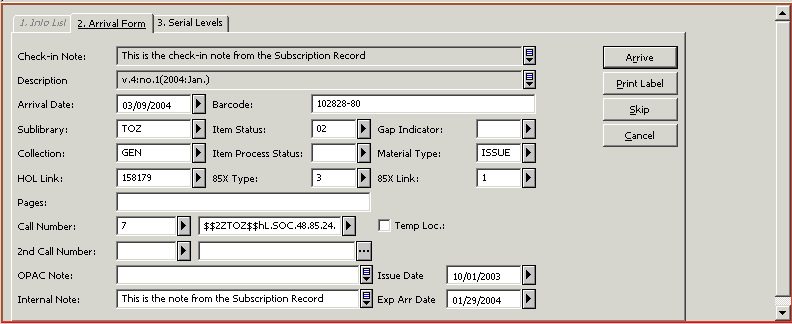 1. Info List 2. Arrival Form 3. Serial Levels
Check-in Note: This is the check-in note from the Subscription Record Arrive
Description v.4:no.1(2004:Jan.) Print Label
Arrival Date: 03/09/2004 Barcode: 102828-80 Skip
Sublibrary: TOZ Item Status: 02 Gap Indicator: Cancel
Collection: GEN Item Process Status: Material Type: ISSUE
HOL Link: 158179 85X Type: 3 85X Link: 1
Pages:
Call Number: 7 $$2ZTOZ$$hL.SOC.48.85.24. Temp Loc.:
2nd Call Number: ...
OPAC Note: Issue Date 10/01/2003
Internal Note: This is the note from the Subscription Record Exp Arr Date 01/29/2004